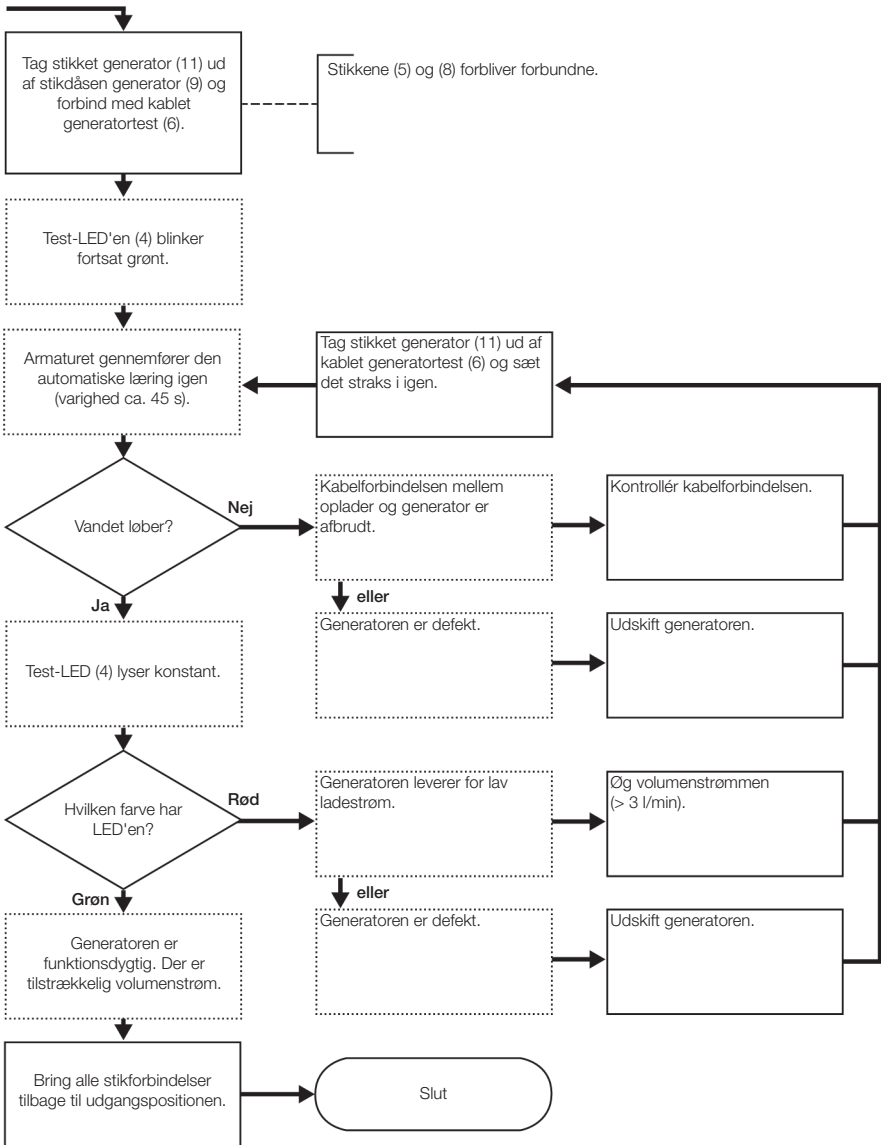 Tag stikket generator (11) ud
af stikdåsen generator (9) og
forbind med kablet
generatortest (6).
Stikkene (5) og (8) forbliver forbundne.
Test-LED'en (4) blinker
fortsat grønt.
Armaturet gennemfører den
automatiske læring igen
(varighed ca. 45 s).
Tag stikket generator (11) ud af
kablet generatortest (6) og sæt
det straks i igen.
Vandet løber?
Nej
Kabelforbindelsen mellem
oplader og generator er
afbrudt.
Kontrollér kabelforbindelsen.
eller
Generatoren er defekt.
Udskift generatoren.
Ja
Test-LED (4) lyser konstant.
Hvilken farve har
LED'en?
Rød
Generatoren leverer for lav
ladestrøm.
Øg volumenstrømmen
(> 3 l/min).
eller
Generatoren er defekt.
Udskift generatoren.
Grøn
Generatoren er
funktionsdygtig. Der er
tilstrækkelig volumenstrøm.
Bring alle stikforbindelser
tilbage til udgangspositionen.
Slut